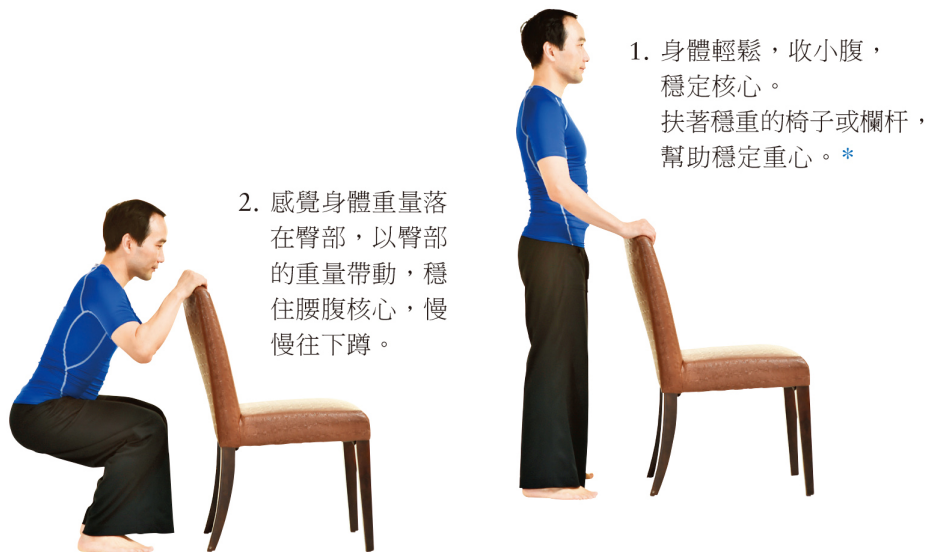 1. 身體輕鬆，收小腹，
穩定核心。
扶著穩重的椅子或欄杆，
幫助穩定重心。*
2. 感覺身體重量落
在臀部，以臀部
的重量帶動，穩
住腰腹核心，慢
慢往下蹲。